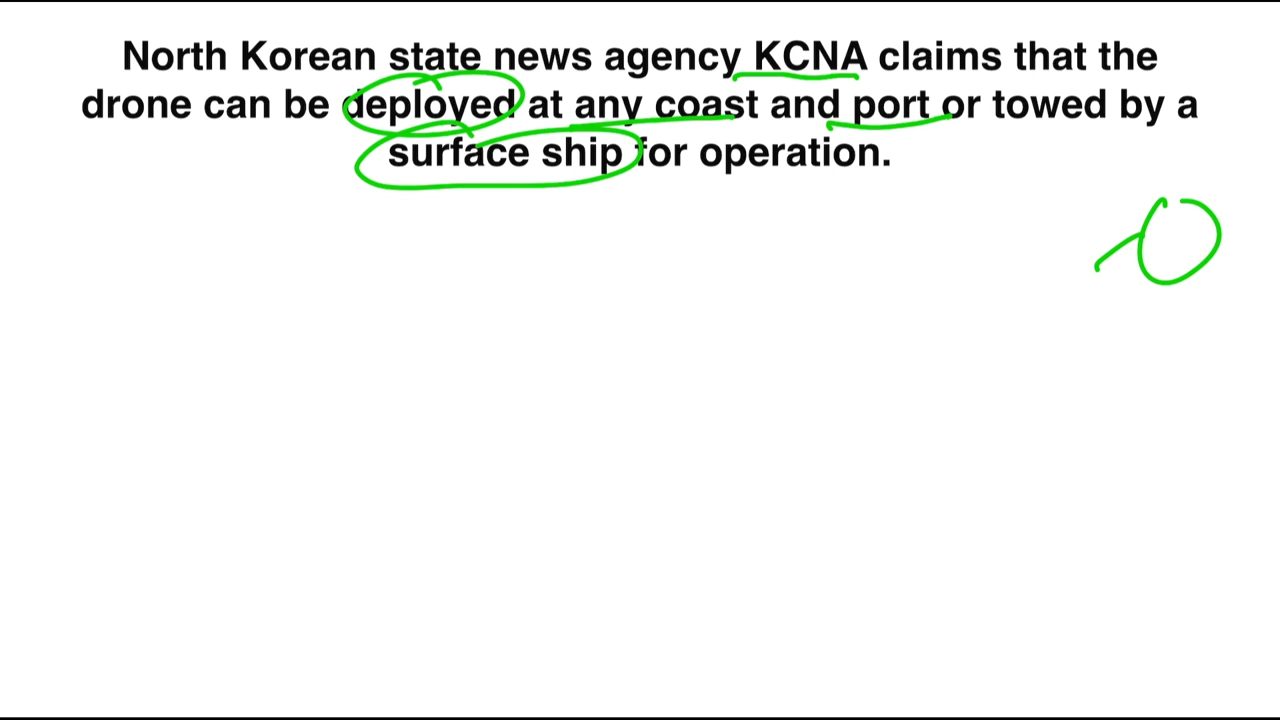 North Korean state news agency KCNA claims that the
drone can be deployed at any coast and port or towed by a
surface ship for operation.